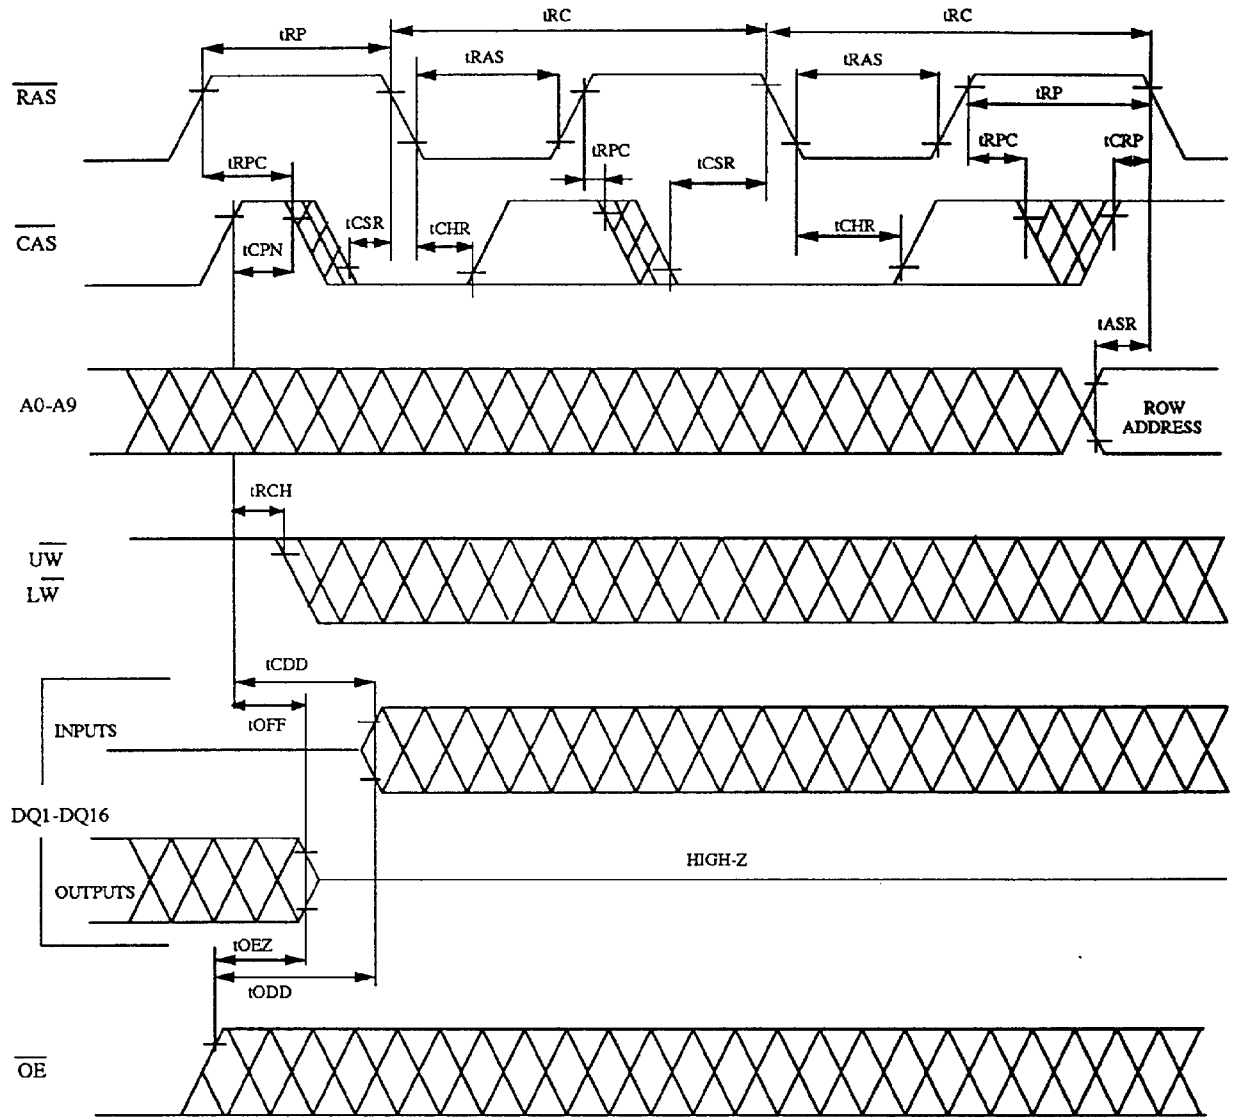 tRP
tRC
tRC
tRAS
tRAS
RAS
tRP
tRPC
tRPC
tCSR
tRPC
tCRP
CAS
tCSR
tCPN
tCHR
tCHR
tASR
A0-A9
ROW
ADDRESS
tRCH
UW
LW
tCDD
tOFF
INPUTS
DQ1-DQ16
HIGH-Z
OUTPUTS
tOEZ
tODD
OE